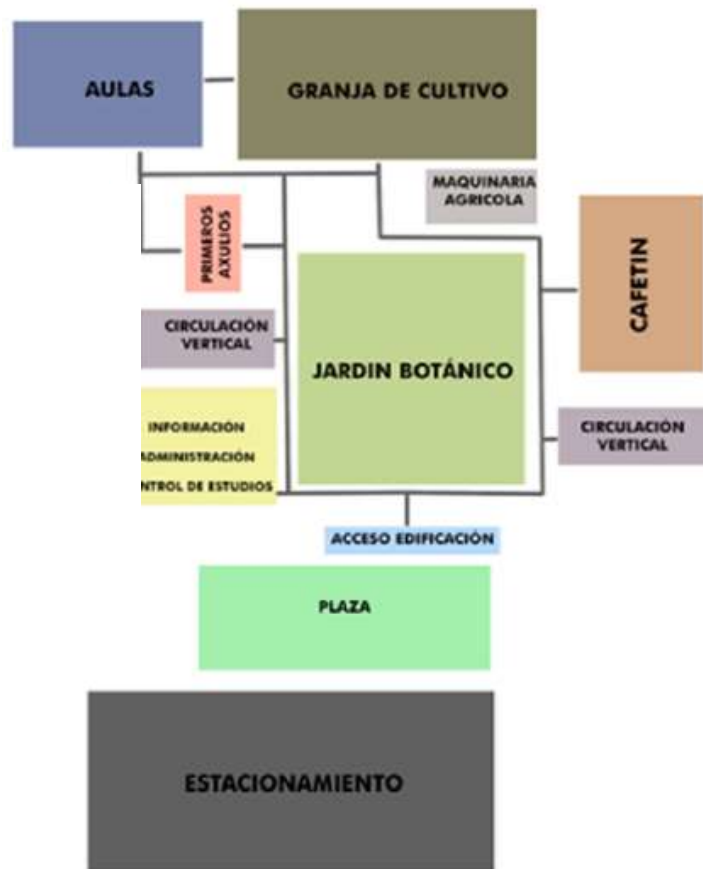 AULAS
GRANJA DE CULTIVO
MAQUINARIA
AGRICOLA
PRIMEROS
AXULIOS
CAFETIN
CIRCULACIÓN
VERTICAL
JARDIN BOTÁNICO
CIRCULACIÓN
VERTICAL
INFORMACIÓN
ADMINISTRACIÓN
NTROL DE ESTUDIOS
ACCESO EDIFICACIÓN
PLAZA
ESTACIONAMIENTO